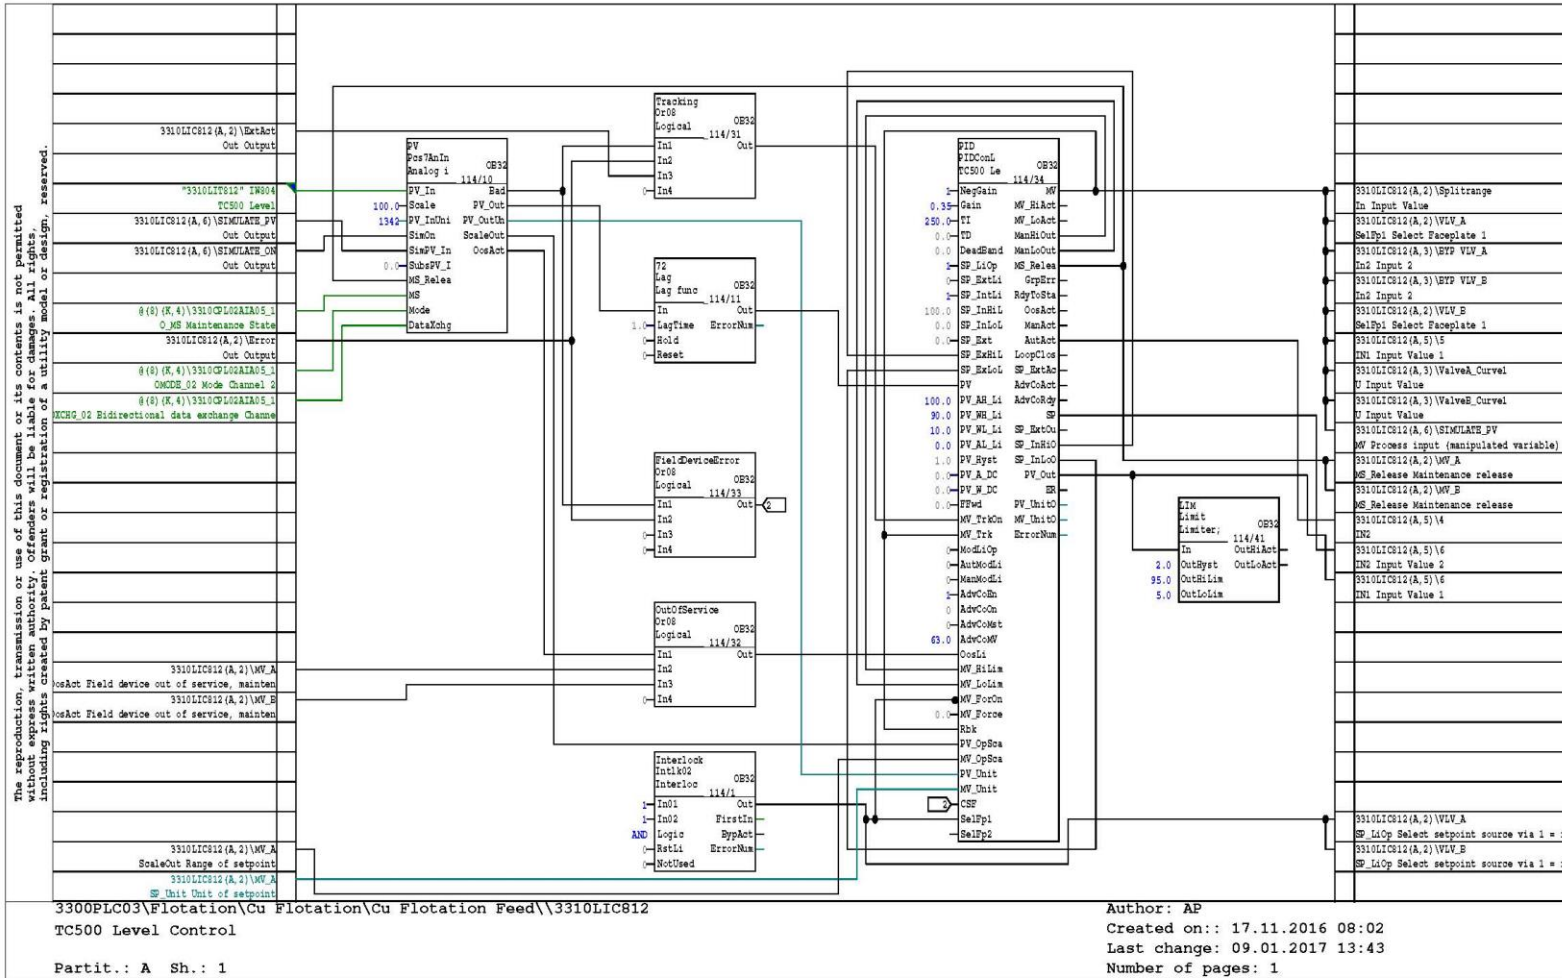 The reproduction, transmission or use of this document or its contents is not permitted
without express written authority. Offenders will be liable for damages. All rights,
including rights created by patent grant or registration of a utility model or design, reserved.
3310LIC812(A,2)\ExtAct
Out Output
"3310LIT812" IW804
TC500 Level
3310LIC812(A,6)\SIMULATE_PV
Out Output
3310LIC812(A,6)\SIMULATE_ON
Out Output
@(8)(K,4)\3310CPL02AIA05_1
O_MS Maintenance State
3310LIC812(A,2)\Error
Out Output
@(8)(K,4)\3310CPL02AIA05_1
OMODE_02 Mode Channel 2
@(8)(K,4)\3310CPL02AIA05_1
XCHG_02 Bidirectional data exchange Channe
3310LIC812(A,2)\MV_A
OosAct Field device out of service, mainten
3310LIC812(A,2)\MV_B
OosAct Field device out of service, mainten
3310LIC812(A,2)\MV_A
ScaleOut Range of setpoint
3310LIC812(A,2)\MV_A
SP_Unit Unit of setpoint
PV
Pcs7AnIn
Analog i OB32
114/10
PV_In Bad
100.0 Scale PV_Out
1342 PV_InUni PV_OutUn
SimOn ScaleOut
SimPV_In OosAct
0.0 SubsPV_I
MS_Relea
MS
Mode
DataXchg
Tracking
Or08
Logical OB32
114/31
In1 Out
In2
In3
0 In4
72
Lag
Lag func OB32
114/11
In Out
1.0 LagTime ErrorNum
0 Hold
0 Reset
FieldDeviceError
Or08
Logical OB32
114/33
In1 Out 2
In2
0 In3
0 In4
OutOfService
Or08
Logical OB32
114/32
In1 Out
In2
In3
0 In4
Interlock
Intlk02
Interloc OB32
114/1
1 In01 Out
1 In02 FirstIn
AND Logic BypAct
0 RstLi ErrorNum
0 NotUsed
PID
PIDConL
TC500 Le OB32
114/34
1 NegGain MV
0.35 Gain MV_HiAct
250.0 TI MV_LoAct
0.0 TD ManHiOut
0.0 DeadBand ManLoOut
1 SP_LiOp MS_Relea
0 SP_ExtLi GrpErr
1 SP_IntLi RdyToSta
100.0 SP_InHiL OosAct
0.0 SP_InLoL ManAct
0.0 SP_Ext AutAct
SP_ExHiL LoopClos
SP_ExLoL SP_ExtAc
PV AdvCoAct
100.0 PV_AH_Li AdvCoRdy
90.0 PV_WH_Li SP
10.0 PV_WL_Li SP_ExtOu
0.0 PV_AL_Li SP_InHiO
1.0 PV_Hyst SP_InLoO
0.0 PV_A_DC PV_Out
0.0 PV_W_DC ER
0.0 FFwd PV_UnitO
MV_TrkOn MV_UnitO
MV_Trk ErrorNum
0 ModLiOp
0 AutModLi
0 ManModLi
1 AdvCoEn
0 AdvCoOn
0 AdvCoMst
63.0 AdvCoMV
OosLi
MV_HiLim
MV_LoLim
MV_ForOn
0.0 MV_Force
Rbk
PV_OpSca
MV_OpSca
PV_Unit
MV_Unit
2 CSF
SelFp1
SelFp2
LIM
Limit
Limiter; OB32
114/41
In OutHiAct
2.0 OutHyst OutLoAct
95.0 OutHiLim
5.0 OutLoLim
3310LIC812(A,2)\Splitrange
In Input Value
3310LIC812(A,2)\VLV_A
SelFp1 Select Faceplate 1
3310LIC812(A,3)\BYP VLV_A
In2 Input 2
3310LIC812(A,3)\BYP VLV_B
In2 Input 2
3310LIC812(A,2)\VLV_B
SelFp1 Select Faceplate 1
3310LIC812(A,5)\5
IN1 Input Value 1
3310LIC812(A,3)\ValveA_Curve1
U Input Value
3310LIC812(A,3)\ValveB_Curve1
U Input Value
3310LIC812(A,6)\SIMULATE_PV
MV Process input (manipulated variable)
3310LIC812(A,2)\MV_A
MS_Release Maintenance release
3310LIC812(A,2)\MV_B
MS_Release Maintenance release
3310LIC812(A,5)\4
IN2
3310LIC812(A,5)\6
IN2 Input Value 2
3310LIC812(A,5)\6
IN1 Input Value 1
3310LIC812(A,2)\VLV_A
SP_LiOp Select setpoint source via 1 =
3310LIC812(A,2)\VLV_B
SP_LiOp Select setpoint source via 1 =
3300PLC03\Flotation\Cu Flotation\Cu Flotation Feed\\3310LIC812
TC500 Level Control
Partit.: A Sh.: 1
Author: AP
Created on:: 17.11.2016 08:02
Last change: 09.01.2017 13:43
Number of pages: 1